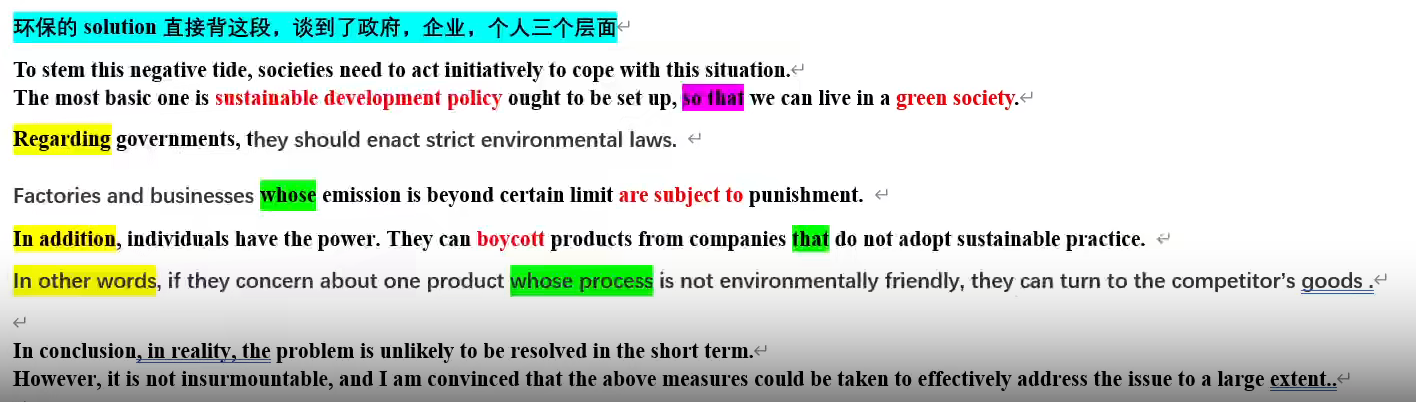 环保的 solution 直接背这段，谈到了政府，企业，个人三个层面
To stem this negative tide, societies need to act initiatively to cope with this situation.
The most basic one is sustainable development policy ought to be set up, so that we can live in a green society.
Regarding governments, they should enact strict environmental laws.
Factories and businesses whose emission is beyond certain limit are subject to punishment.
In addition, individuals have the power. They can boycott products from companies that do not adopt sustainable practice.
In other words, if they concern about one product whose process is not environmentally friendly, they can turn to the competitor's goods .
In conclusion, in reality, the problem is unlikely to be resolved in the short term.
However, it is not insurmountable, and I am convinced that the above measures could be taken to effectively address the issue to a large extent..